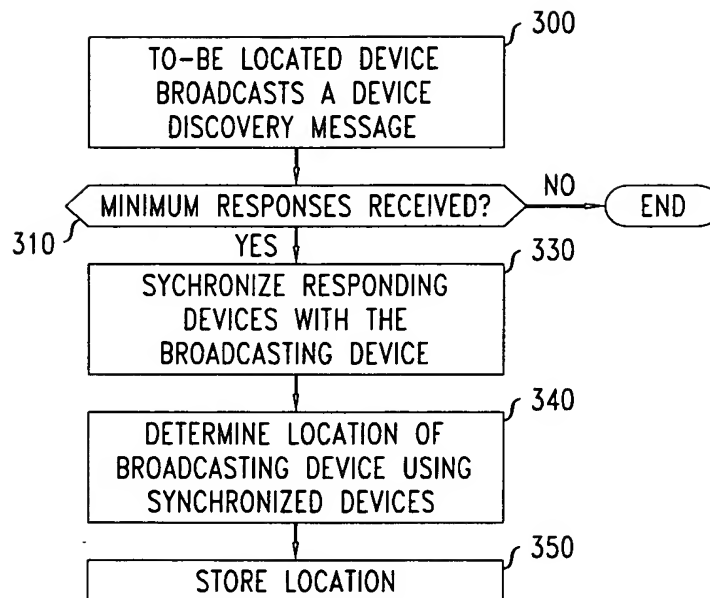 300
TO-BE LOCATED DEVICE
BROADCASTS A DEVICE
DISCOVERY MESSAGE
MINIMUM RESPONSES RECEIVED?
NO
END
310
YES
330
SYCHRONIZE RESPONDING
DEVICES WITH THE
BROADCASTING DEVICE
340
DETERMINE LOCATION OF
BROADCASTING DEVICE USING
SYNCHRONIZED DEVICES
350
STORE LOCATION